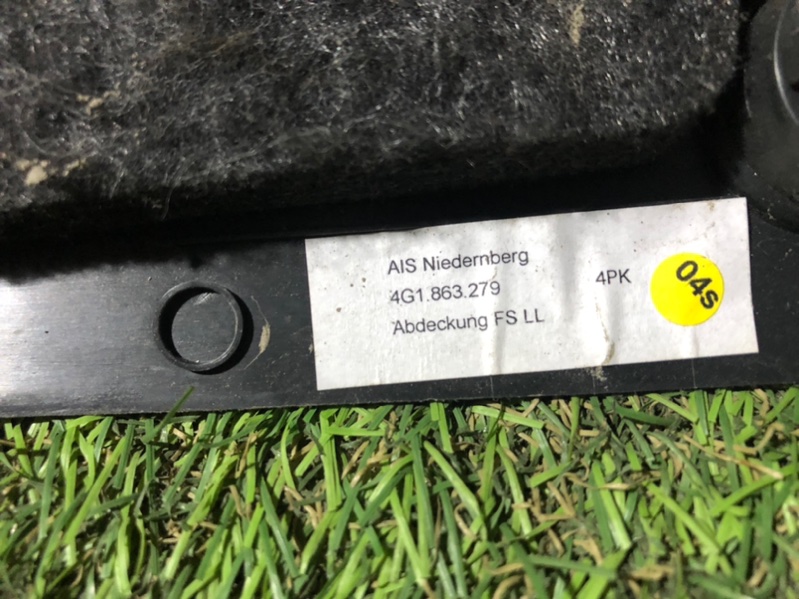 AIS Niedernberg
4G1.863.279
4PK
04s
Abdeckung FS LL